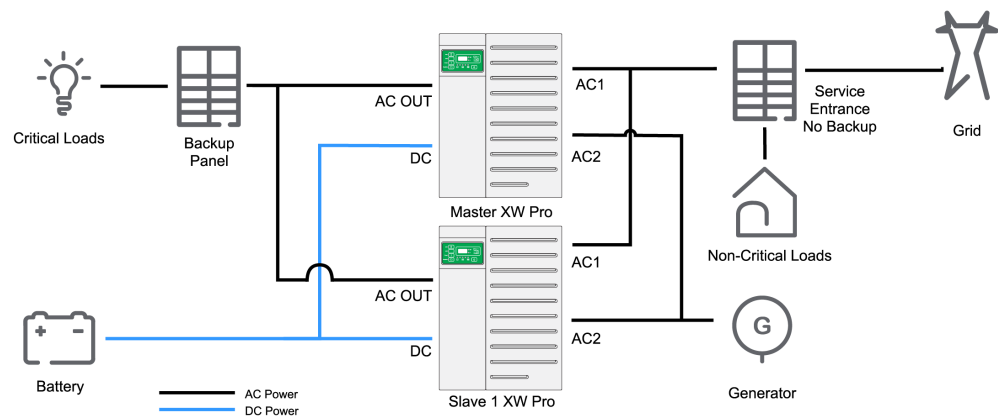 Critical Loads
Backup
Panel
AC OUT
DC
AC1
AC2
Master XW Pro
Service
Entrance
No Backup
Grid
Non-Critical Loads
AC OUT
DC
AC1
AC2
Slave 1 XW Pro
G
Generator
+ -
Battery
AC Power
DC Power